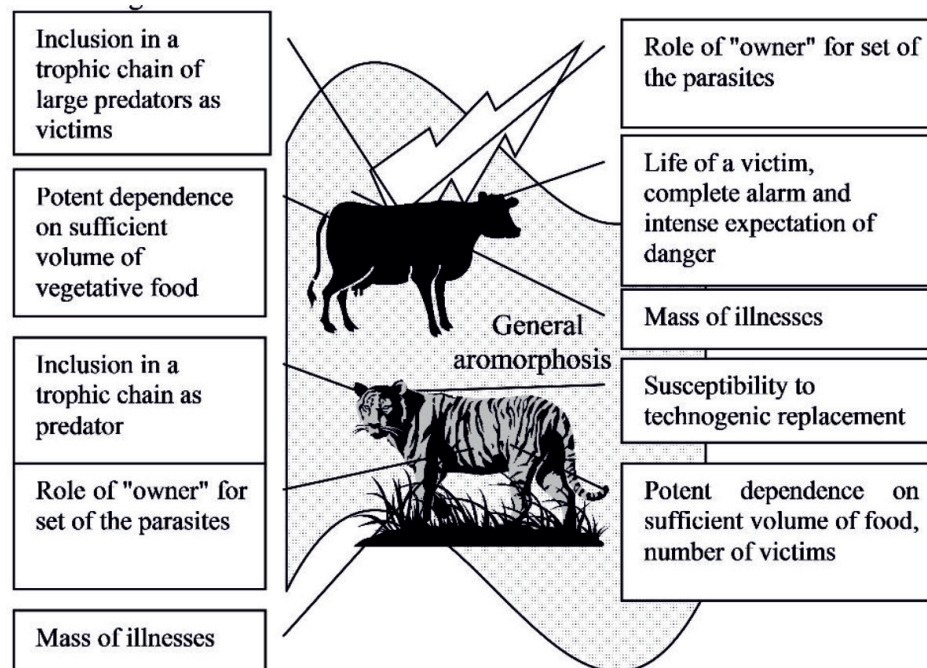 Inclusion in a
trophic chain of
large predators as
victims
Potent dependence
on sufficient
volume of
vegetative food
Inclusion in a
trophic chain as
predator
Role of "owner" for
set of the parasites
Mass of illnesses
General
aromorphosis
Role of "owner" for set of
the parasites
Life of a victim,
complete alarm and
intense expectation of
danger
Mass of illnesses
Susceptibility to
technogenic replacement
Potent dependence on
sufficient volume of food,
number of victims